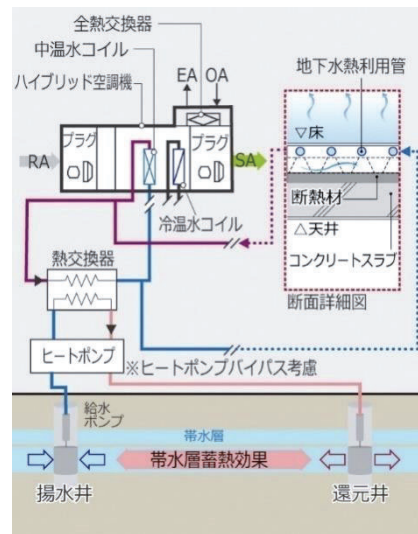 全熱交換器
中温水コイル
ハイブリッド空調機
EA OA
地下水熱利用管
プラグ
プラグ
RA
SA
▽床
断熱材
冷温水コイル
△天井
コンクリートスラブ
断面詳細図
熱交換器
ヒートポンプ
※ヒートポンプバイパス考慮
給水
ポンプ
帯水層
帯水層蓄熱効果
揚水井
還元井